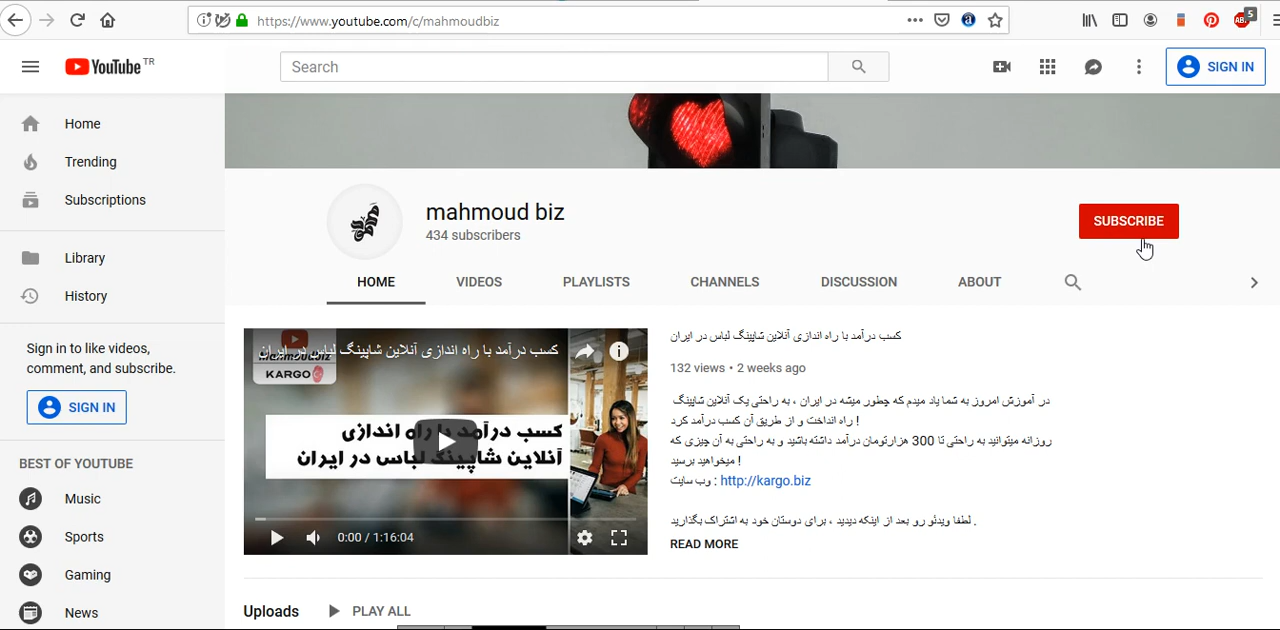 https://www.youtube.com/c/mahmoudbiz
ABP 5
YouTube TR
Search
SIGN IN
Home
Trending
Subscriptions
Library
History
Sign in to like videos,
comment, and subscribe.
SIGN IN
BEST OF YOUTUBE
Music
Sports
Gaming
News
mahmoud biz
434 subscribers
SUBSCRIBE
HOME VIDEOS PLAYLISTS CHANNELS DISCUSSION ABOUT
کسب درآمد با راه اندازی آنلاین شاپینگ لباس در ایران
KARGO
کسب درآمد با راه اندازی
آنلاین شاپینگ لباس در ایران
0:00 / 1:16:04
کسب درآمد با راه اندازی آنلاین شاپینگ لباس در ایران
132 views • 2 weeks ago
در آموزش امروز به شما یاد میدم که چطور میشه در ایران ، به راحتی یک آنلاین شاپینگ
راه انداخت و از طریق آن کسب درآمد کرد !
روزانه میتوانید به راحتی تا 300 هزارتومان درآمد داشته باشید و به راحتی به آن چیزی که
میخواهید برسید !
وب سایت : http://kargo.biz
لطفا ویدئو رو بعد از اینکه دیدید ، برای دوستان خود به اشتراک بگذارید .
READ MORE
Uploads PLAY ALL